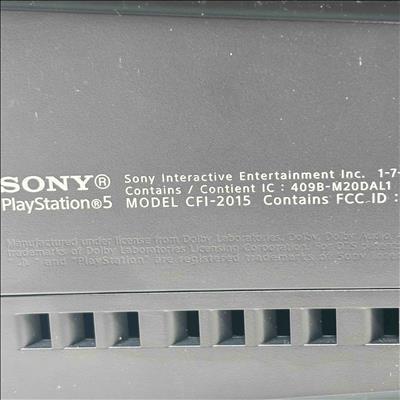 SONY® Sony Interactive Entertainment Inc. 1-7-
Contains / Contient IC : 409B-M20DAL1
PlayStation®5 MODEL CFI-2015 Contains FCC ID :
Manufactured under license from Dolby Laboratories. Dolby, Dolby Audio,
trademarks of Dolby Laboratories Licensing Corporation.
and "PlayStation" are registered trademarks of Sony